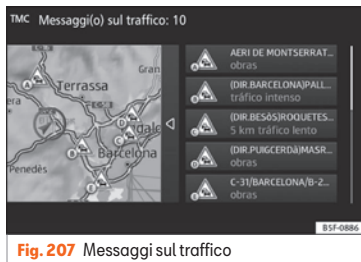 TMC Messaggi(o) sul traffico: 10
Terrassa
Gran
Barcelona
Penedès
A
B
C
D
E
AERI DE MONTSERRAT...
obras
(DIR.BARCELONA)PALL...
tráfico intenso
(DIR.BESòS)ROQUETES...
5 km tráfico lento
(DIR.PUIGCERDà)MASR...
obras
C-31/BARCELONA/B-2...
obras
B5F-0886
Fig. 207 Messaggi sul traffico